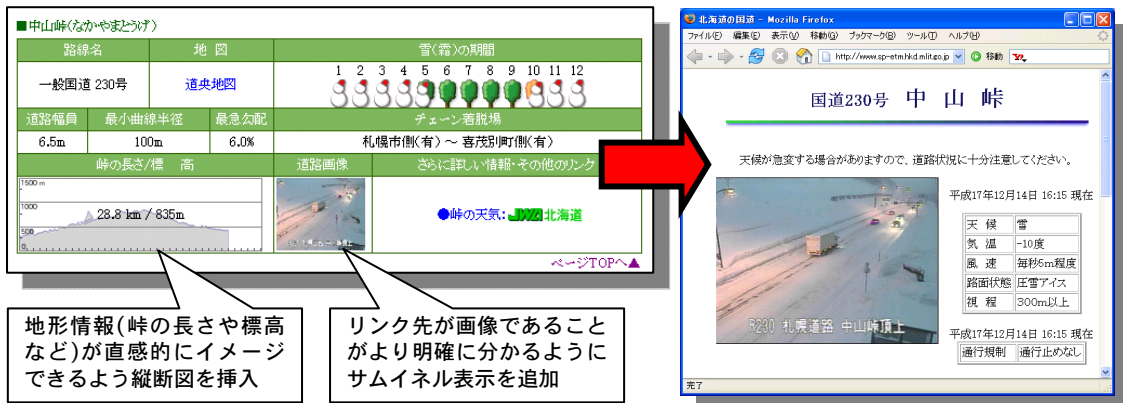 ■中山峠(なかやまとうげ)
路線名 地 図 雪(霜)の期間
一般国道 230号 道央地図 1 2 3 4 5 6 7 8 9 10 11 12
道路幅員 最小曲線半径 最急勾配 チェーン着脱場
6.5m 100m 6.0% 札幌市側(有) ～ 喜茂別町側(有)
峠の長さ/標 高 道路画像 さらに詳しい情報・その他のリンク
1500 m
1000
500
0
28.8 km / 835m
●峠の天気: JWA北海道
ページTOPへ▲
地形情報(峠の長さや標高
など)が直感的にイメージ
できるよう縦断図を挿入
リンク先が画像であること
がより明確に分かるように
サムイネル表示を追加
北海道の国道 - Mozilla Firefox
ファイル(F) 編集(E) 表示(V) 移動(G) ブックマーク(B) ツール(T) ヘルプ(H)
http://www.sp-etm.hkd.mlit.go.jp 移動
国道230号 中 山 峠
天候が急変する場合がありますので、道路状況に十分注意してください。
平成17年12月14日 16:15 現在
天 候 雪
気 温 -10度
風 速 毎秒5m程度
路面状態 圧雪アイス
視 程 300m以上
R230 札幌道路 中山峠頂上
平成17年12月14日 16:15 現在
通行規制 通行止めなし
完了